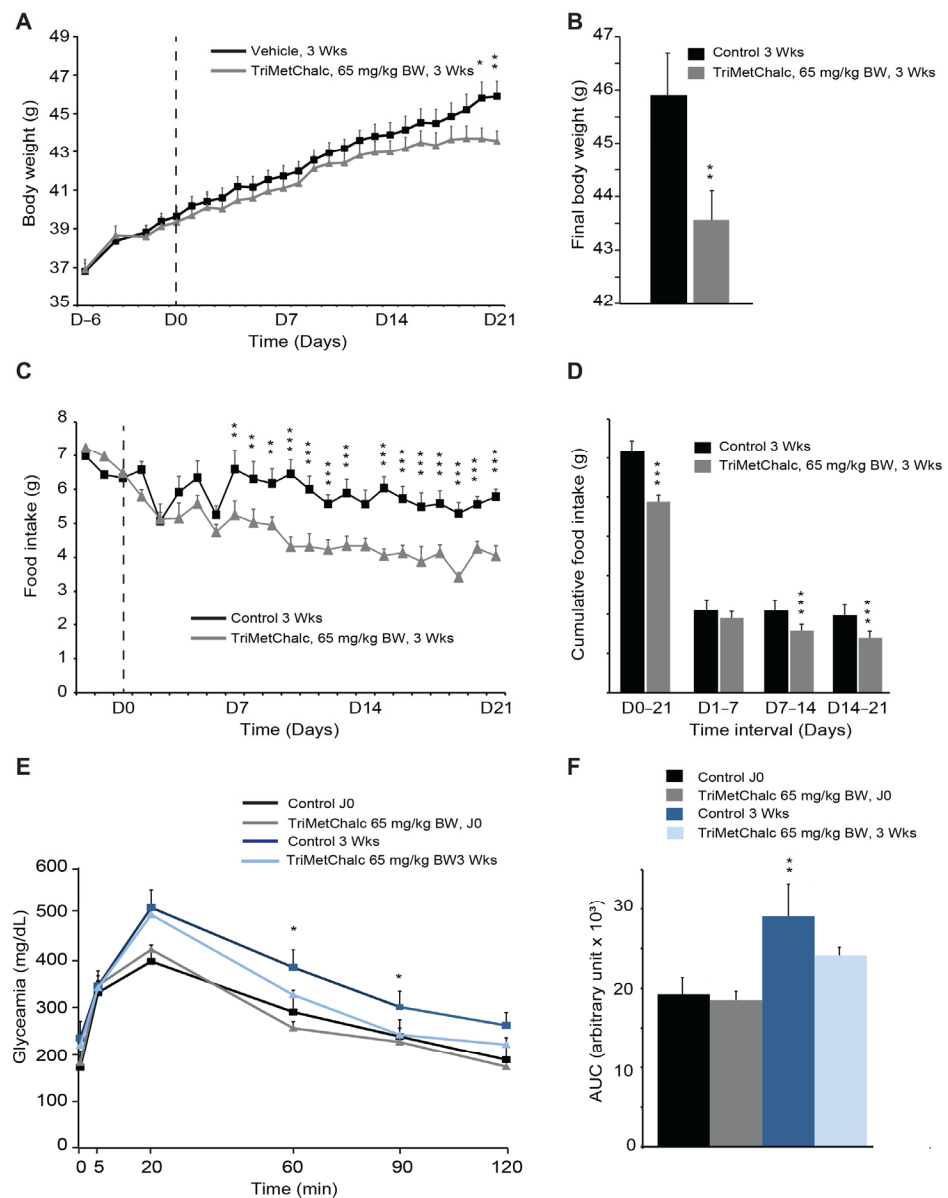 A
49
47
45
43
41
39
37
35
Body weight (g)
Vehicle, 3 Wks
TriMetChalc, 65 mg/kg BW, 3 Wks
*
**
D-6
D0
D7
D14
D21
Time (Days)
B
47
46
45
44
43
42
Final body weight (g)
Control 3 Wks
TriMetChalc, 65 mg/kg BW, 3 Wks
**
C
8
7
6
5
4
3
2
1
0
Food intake (g)
** ** ** *** *** *** *** *** *** *** *** *** *** ***
Control 3 Wks
TriMetChalc, 65 mg/kg BW, 3 Wks
D0
D7
D14
D21
Time (Days)
D
Cumulative food intake (g)
Control 3 Wks
TriMetChalc, 65 mg/kg BW, 3 Wks
***
***
***
D0-21
D1-7
D7-14
D14-21
Time interval (Days)
E
Control J0
TriMetChalc 65 mg/kg BW, J0
Control 3 Wks
TriMetChalc 65 mg/kg BW3 Wks
600
500
400
300
200
100
0
Glyceamia (mg/dL)
*
*
0
5
20
60
90
120
Time (min)
F
Control J0
TriMetChalc 65 mg/kg BW, J0
Control 3 Wks
TriMetChalc 65 mg/kg BW, 3 Wks
30
20
10
0
AUC (arbitrary unit x 10³)
**